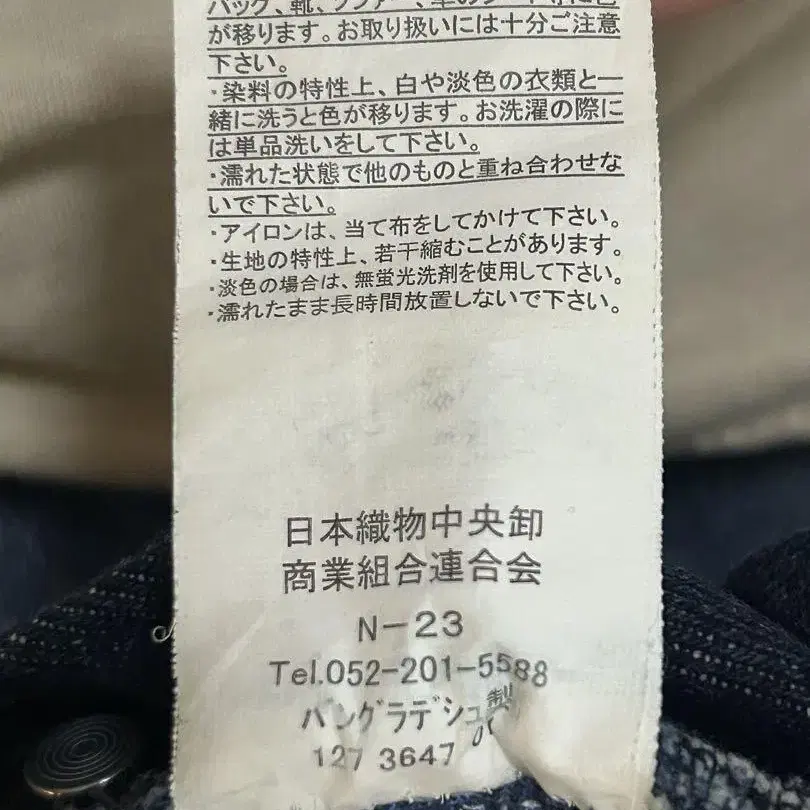 が移ります。お取り扱いには十分ご注意
下さい。
・染料の特性上、白や淡色の衣類と一
緒に洗うと色が移ります。お洗濯の際に
は単品洗いをして下さい。
・濡れた状態で他のものと重ね合わせな
いで下さい。
・アイロンは、当て布をしてかけて下さい。
・生地の特性上、若干縮むことがあります。
・淡色の場合は、無蛍光洗剤を使用して下さい。
・濡れたまま長時間放置しないで下さい。
日本織物中央卸
商業組合連合会
N-23
Tel.052-201-5588
バングラデシュ製
127 3647